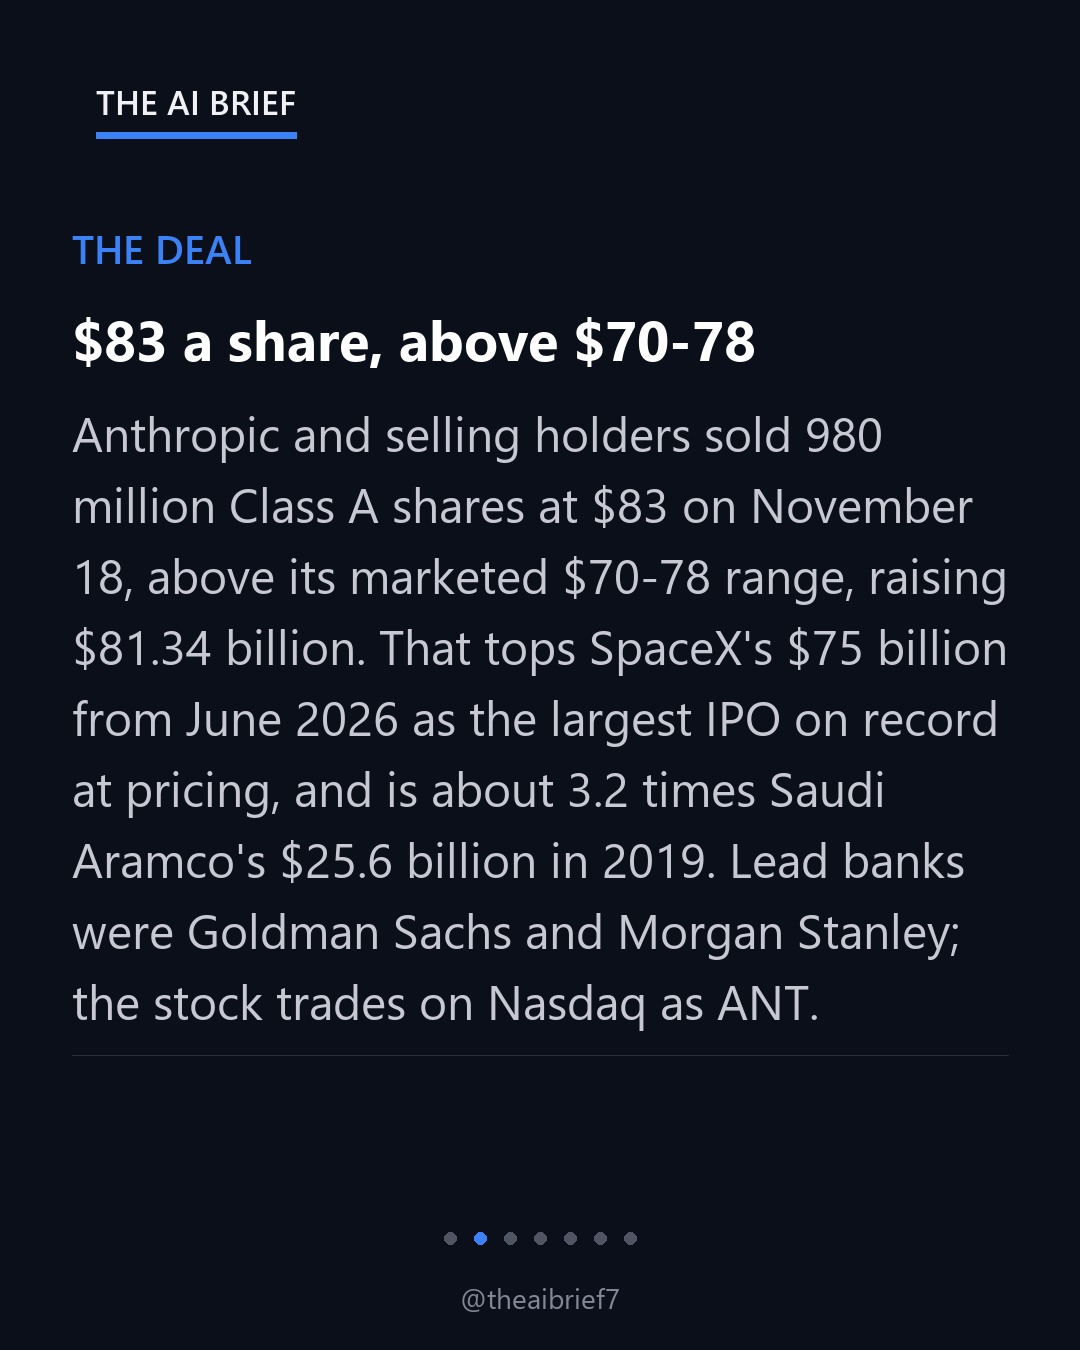 THE AI BRIEF
THE DEAL
$83 a share, above $70-78
Anthropic and selling holders sold 980
million Class A shares at $83 on November
18, above its marketed $70-78 range, raising
$81.34 billion. That tops SpaceX's $75 billion
from June 2026 as the largest IPO on record
at pricing, and is about 3.2 times Saudi
Aramco's $25.6 billion in 2019. Lead banks
were Goldman Sachs and Morgan Stanley;
the stock trades on Nasdaq as ANT.
@theaibrief7